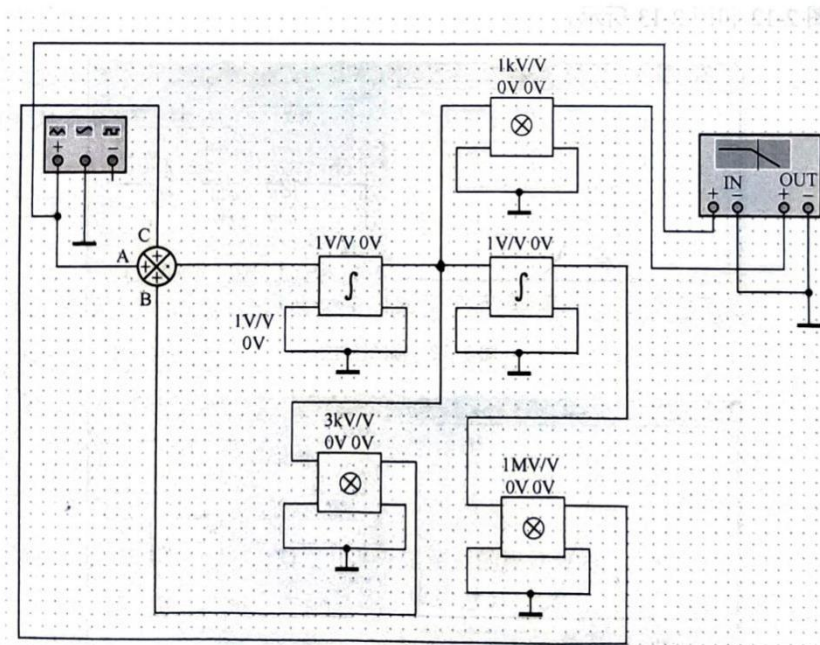 1kV/V
0V 0V
+
−
IN
OUT
+
−
+
−
C
A
B
1V/V 0V
1V/V 0V
1V/V
0V
3kV/V
0V 0V
1MV/V
0V 0V